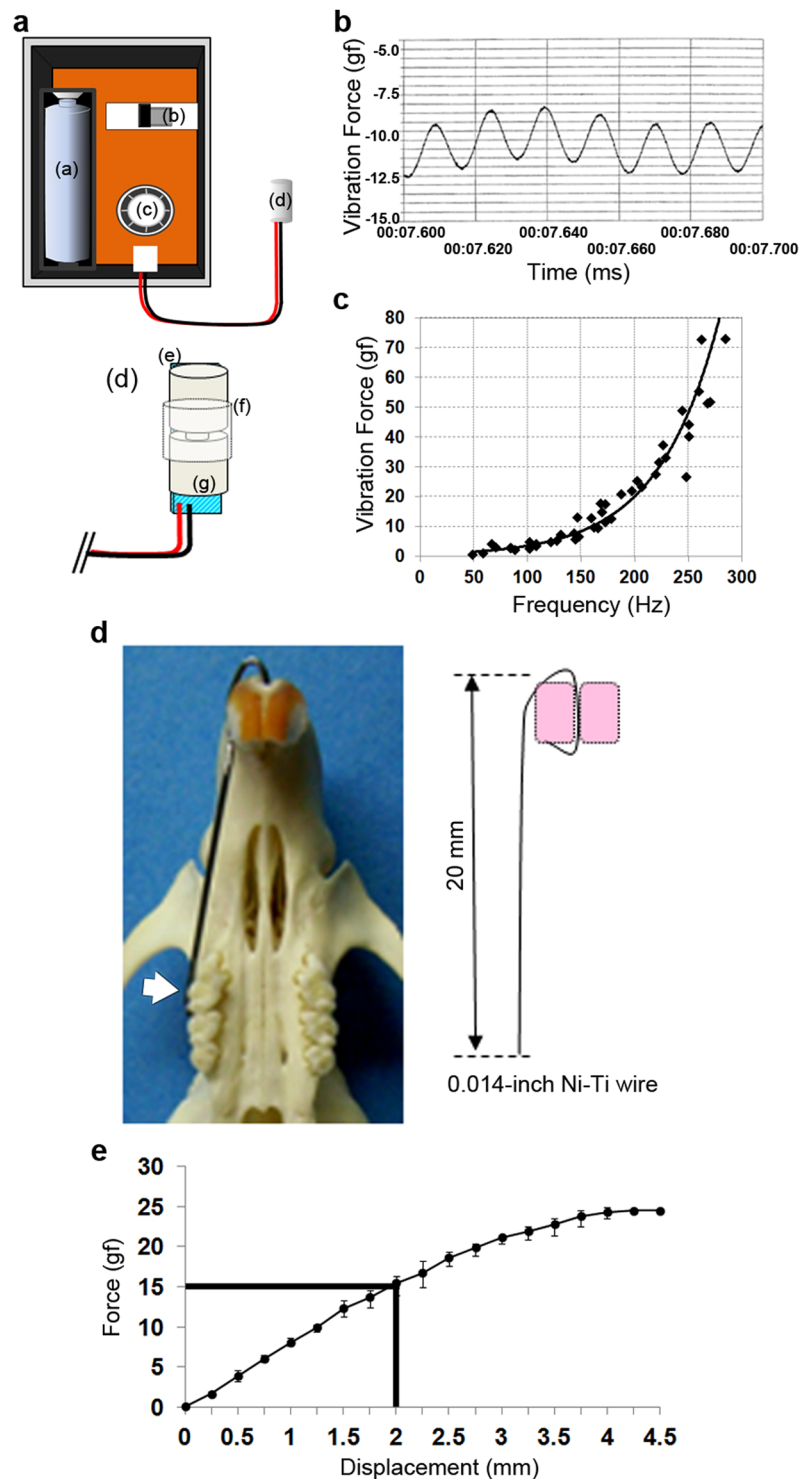 a
(a)
(b)
(c)
(d)
(d)
(e)
(f)
(g)
b
Vibration Force (gf)
-5.0
-7.5
-10.0
-12.5
-15.0
00:07.600 00:07.640 00:07.680
00:07.620 00:07.660 00:07.700
Time (ms)
c
Vibration Force (gf)
80
70
60
50
40
30
20
10
0
0 50 100 150 200 250 300
Frequency (Hz)
d
20 mm
0.014-inch Ni-Ti wire
e
Force (gf)
30
25
20
15
10
5
0
0 0.5 1 1.5 2 2.5 3 3.5 4 4.5
Displacement (mm)